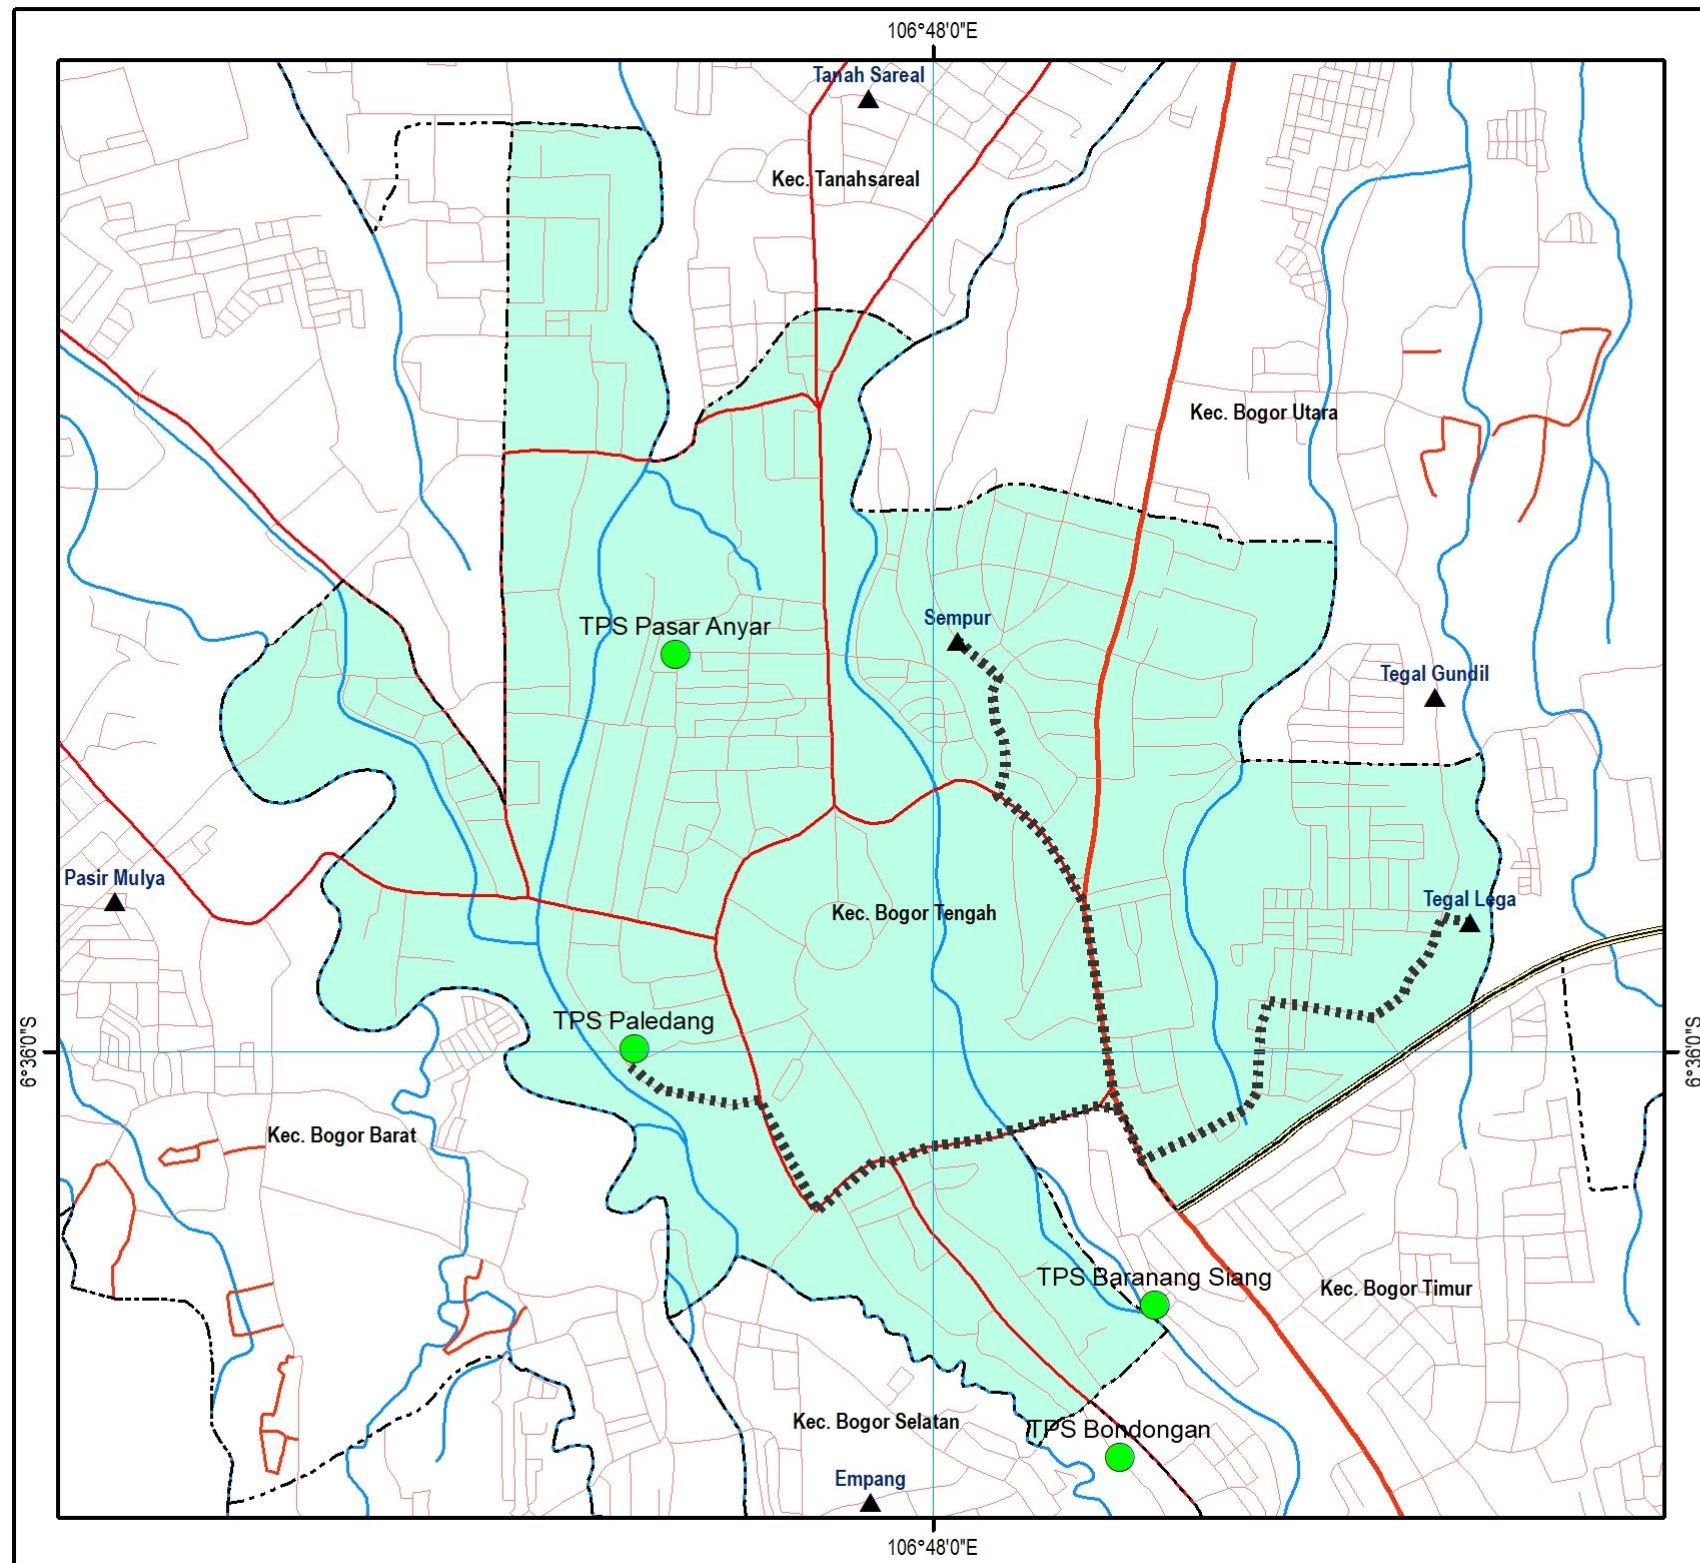 106°48'0"E
Tanah Sareal
Kec. Tanahsareal
Kec. Bogor Utara
Sempur
TPS Pasar Anyar
Tegal Gundil
Pasir Mulya
Tegal Lega
Kec. Bogor Tengah
TPS Paledang
6°36'0"S
6°36'0"S
Kec. Bogor Barat
TPS Baranang Siang
Kec. Bogor Timur
Kec. Bogor Selatan
TPS Bondongan
Empang
106°48'0"E